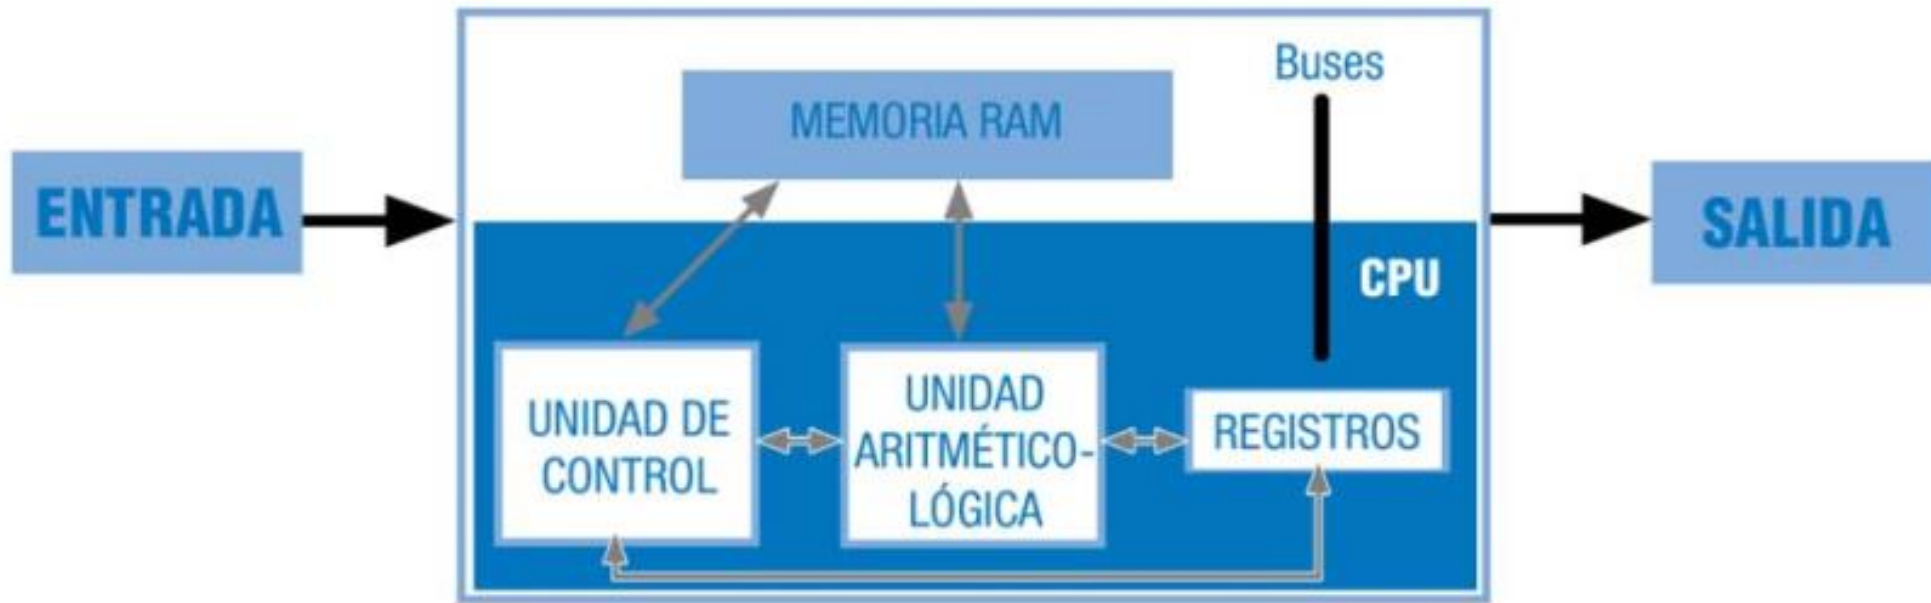 Buses
MEMORIA RAM
ENTRADA
SALIDA
CPU
UNIDAD DE
CONTROL
UNIDAD
ARITMÉTICO-
LÓGICA
REGISTROS